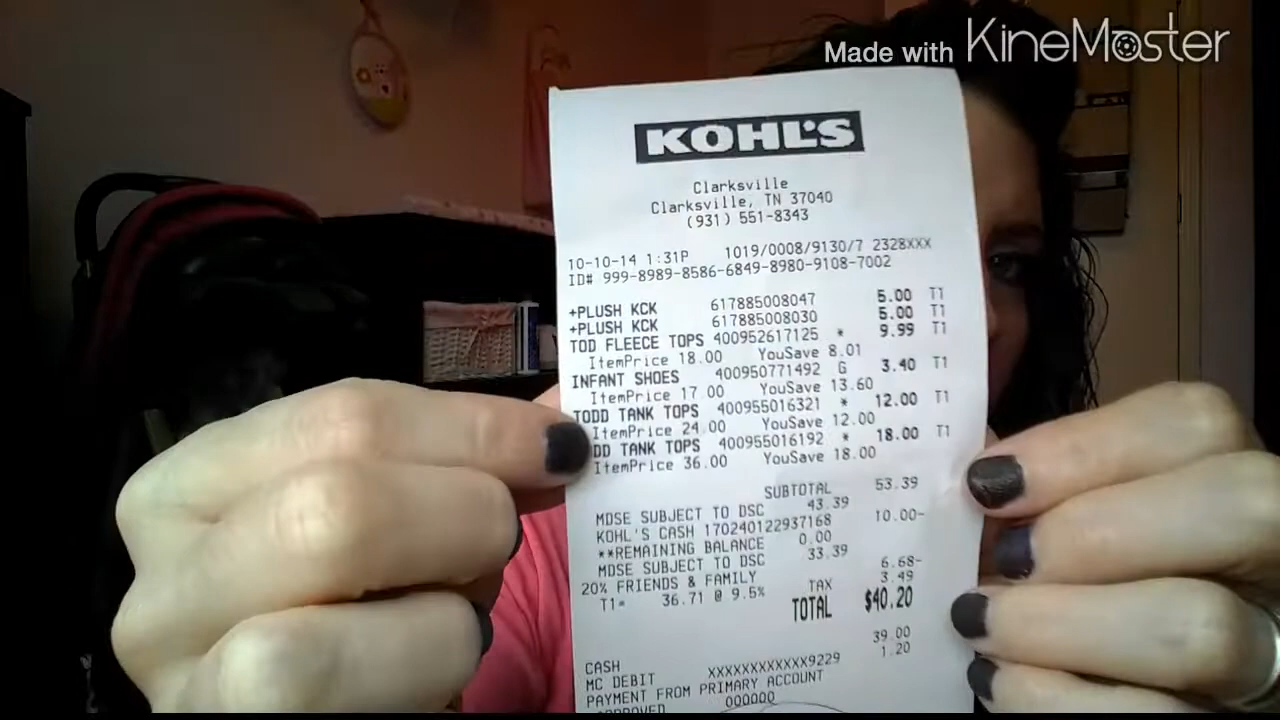 Made with KineMaster
KOHL'S
Clarksville
Clarksville, TN 37040
(931) 551-8343
10-10-14 1:31P 1019/0008/9130/7 2328XXX
ID# 999-8989-8586-6849-8980-9108-7002
+PLUSH KCK 617885008047 5.00 T1
+PLUSH KCK 617885008030 5.00 T1
TOD FLEECE TOPS 400952617125 * 9.99 T1
ItemPrice 18.00 YouSave 8.01
INFANT SHOES 400950771492 G 3.40 T1
ItemPrice 17.00 YouSave 13.60
TODD TANK TOPS 400955016321 * 12.00 T1
ItemPrice 24.00 YouSave 12.00
DD TANK TOPS 400955016192 * 18.00 T1
ItemPrice 36.00 YouSave 18.00
SUBTOTAL 53.39
MDSE SUBJECT TO DSC 43.39
KOHL'S CASH 170240122937168 10.00-
**REMAINING BALANCE 0.00
MDSE SUBJECT TO DSC 33.39
20% FRIENDS & FAMILY 6.68-
T1= 36.71 @ 9.5% TAX 3.49
TOTAL $40.20
CASH 39.00
MC DEBIT XXXXXXXXXXXX9229 1.20
PAYMENT FROM PRIMARY ACCOUNT
APPROVED 000000